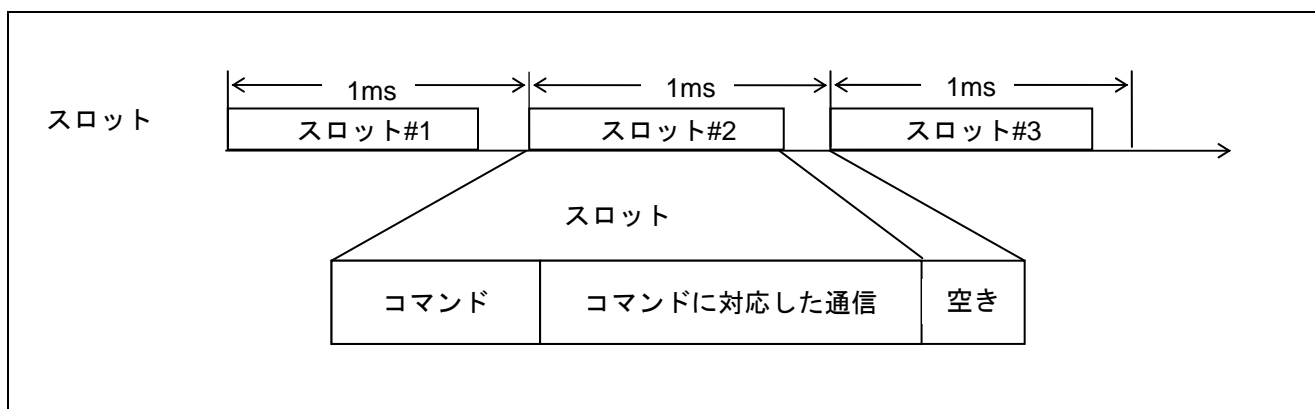 1ms 1ms 1ms
スロット スロット#1 スロット#2 スロット#3
スロット
コマンド コマンドに対応した通信 空き